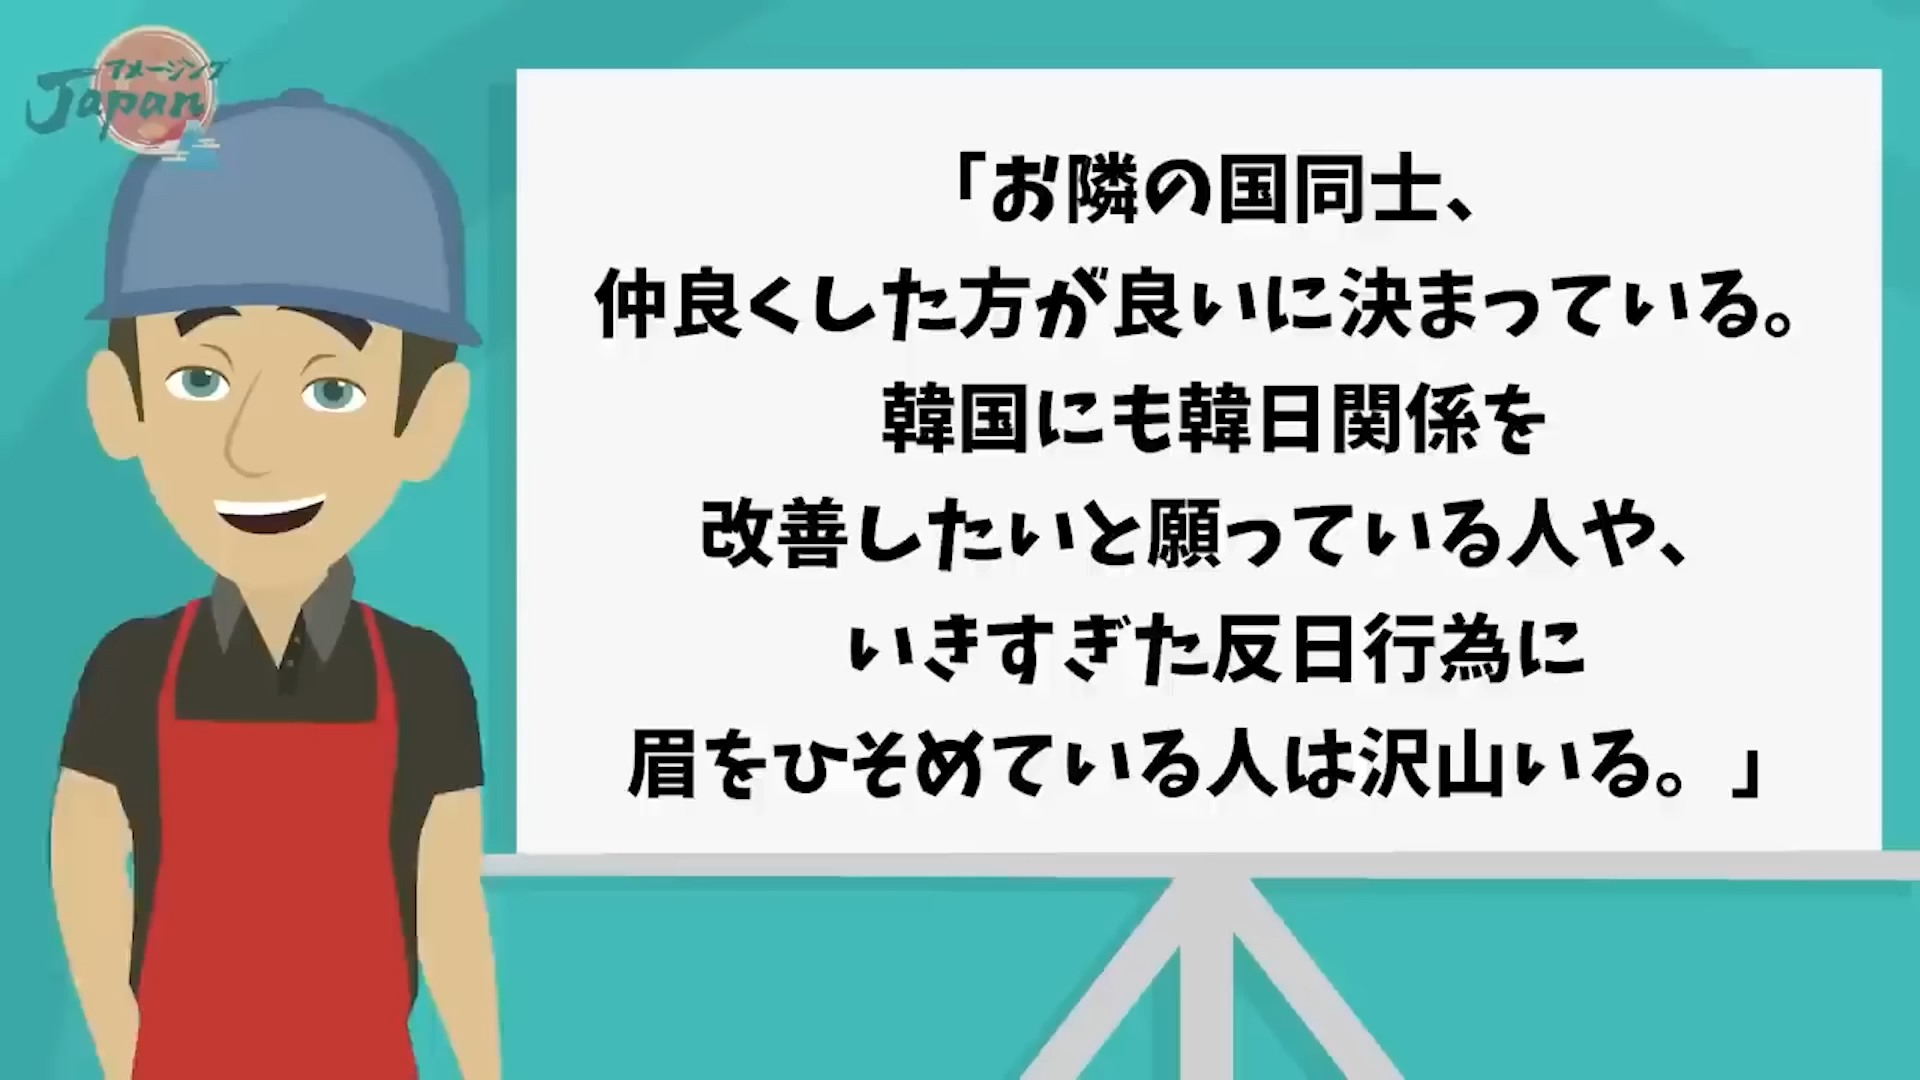 アメージング
Japan
「お隣の国同士、
仲良くした方が良いに決まっている。
韓国にも韓日関係を
改善したいと願っている人や、
いきすぎた反日行為に
眉をひそめている人は沢山いる。」